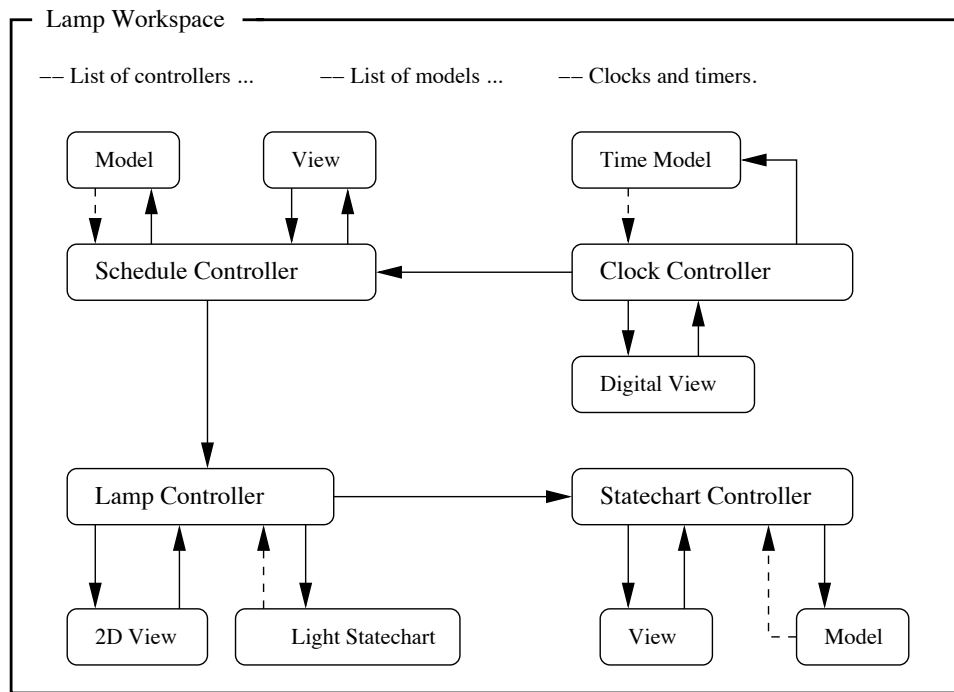 Lamp Workspace
–– List of controllers ... –– List of models ... –– Clocks and timers.
Model View Time Model
Schedule Controller Clock Controller
Digital View
Lamp Controller Statechart Controller
2D View Light Statechart View Model